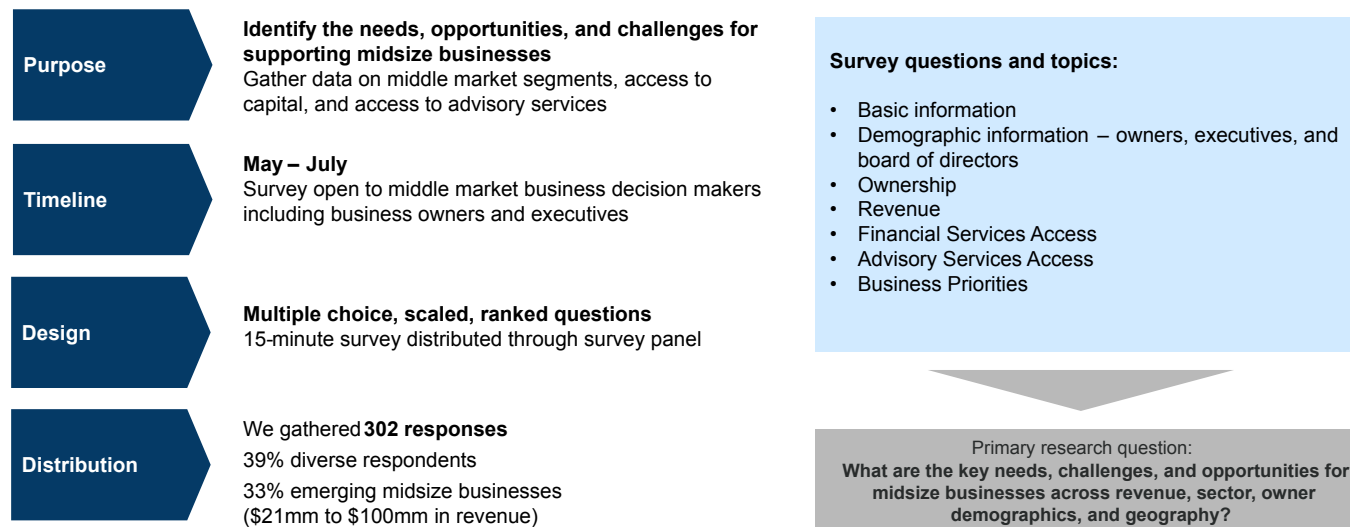 Purpose
Identify the needs, opportunities, and challenges for
supporting midsize businesses
Gather data on middle market segments, access to
capital, and access to advisory services
Timeline
May – July
Survey open to middle market business decision makers
including business owners and executives
Design
Multiple choice, scaled, ranked questions
15-minute survey distributed through survey panel
Distribution
We gathered 302 responses
39% diverse respondents
33% emerging midsize businesses
($21mm to $100mm in revenue)
Survey questions and topics:
• Basic information
• Demographic information – owners, executives, and
board of directors
• Ownership
• Revenue
• Financial Services Access
• Advisory Services Access
• Business Priorities
Primary research question:
What are the key needs, challenges, and opportunities for
midsize businesses across revenue, sector, owner
demographics, and geography?